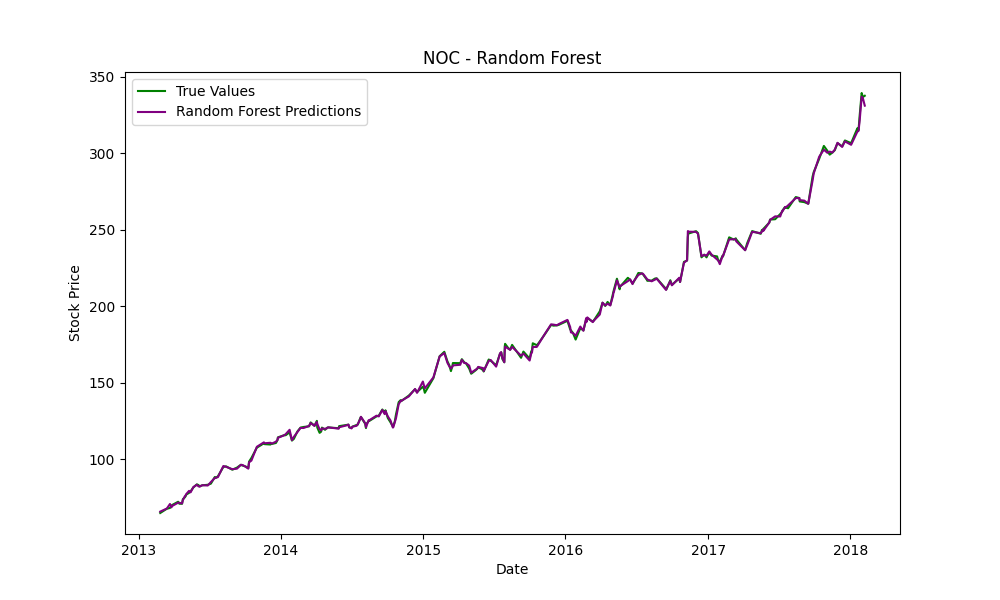 NOC - Random Forest
True Values
Random Forest Predictions
Stock Price
350
300
250
200
150
100
2013 2014 2015 2016 2017 2018
Date